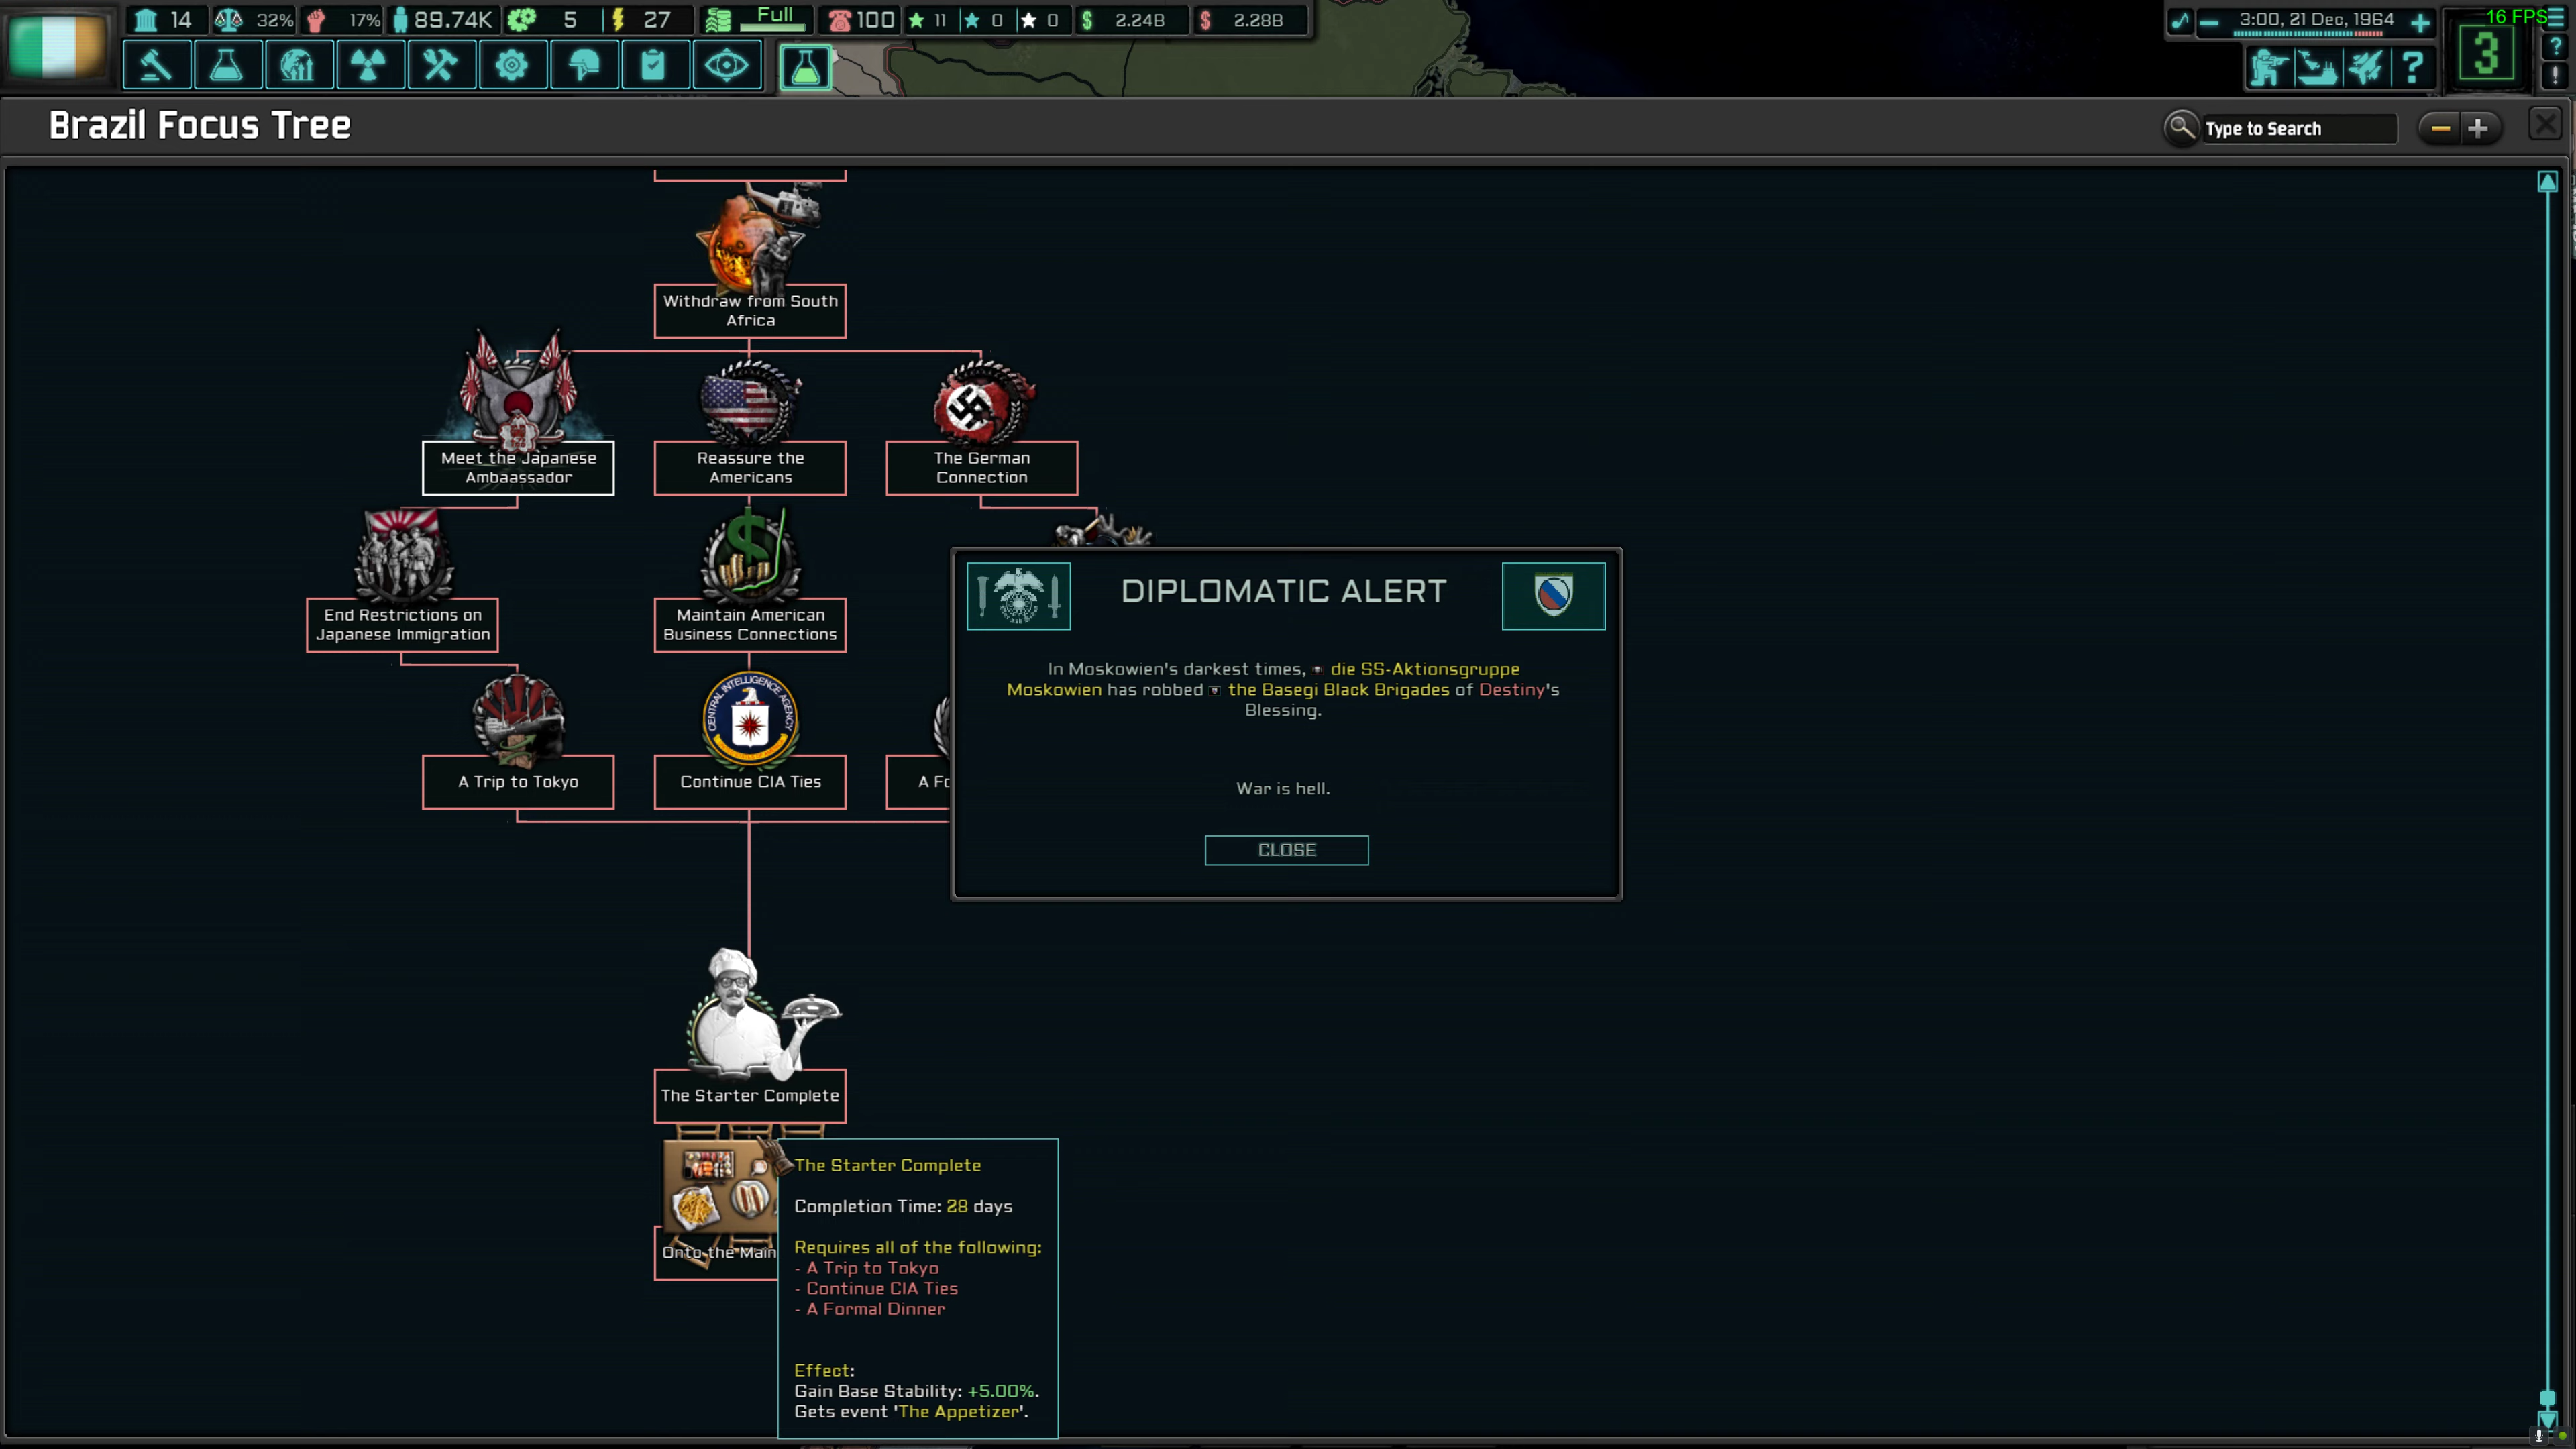 14 32% 17% 89.74K 5 27 Full 100 11 0 0 $ 2.24B $ 2.28B
3:00, 21 Dec, 1964
16 FPS
3
Brazil Focus Tree
Type to Search
Withdraw from South
Africa
Meet the Japanese
Ambaassador
Reassure the
Americans
The German
Connection
End Restrictions on
Japanese Immigration
Maintain American
Business Connections
CENTRAL INTELLIGENCE AGENCY
A Trip to Tokyo
Continue CIA Ties
A Fo
DIPLOMATIC ALERT
In Moskowien's darkest times, die SS-Aktionsgruppe
Moskowien has robbed the Basegi Black Brigades of Destiny's
Blessing.
War is hell.
CLOSE
The Starter Complete
Onto the Main
The Starter Complete
Completion Time: 28 days
Requires all of the following:
- A Trip to Tokyo
- Continue CIA Ties
- A Formal Dinner
Effect:
Gain Base Stability: +5.00%.
Gets event 'The Appetizer'.